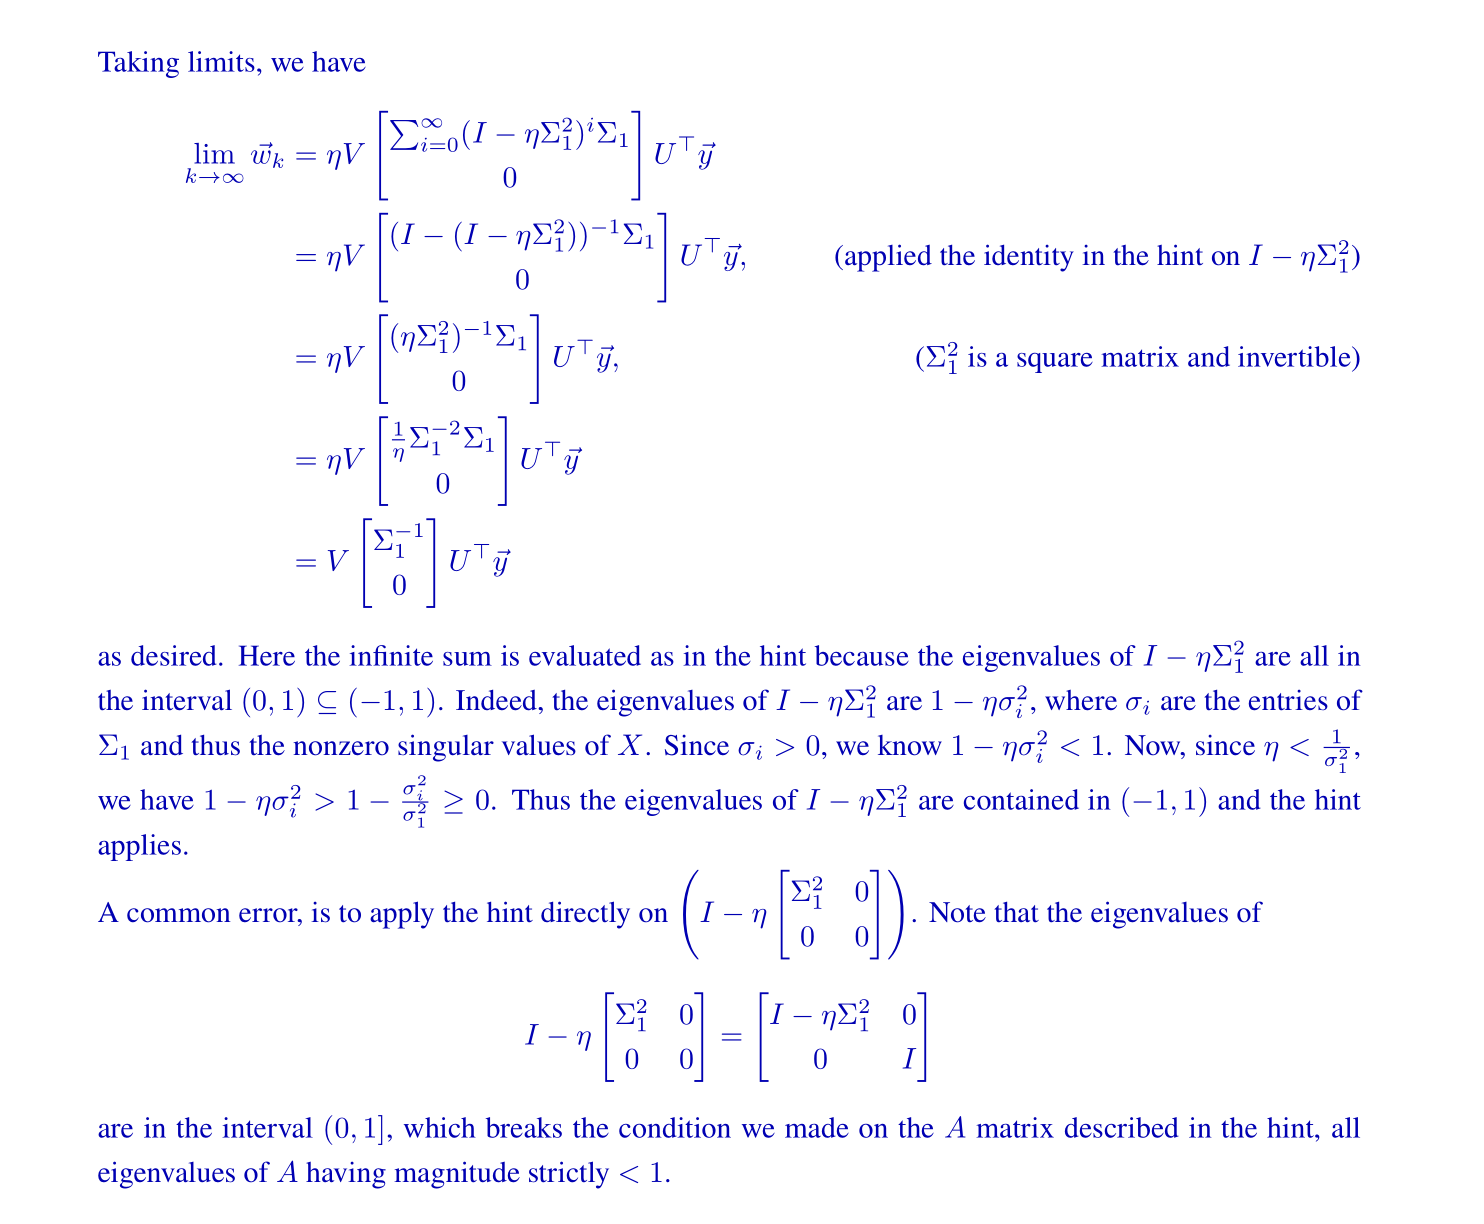 Taking limits, we have
$\lim_{k \to \infty} \vec{w}_k = \eta V \begin{bmatrix} \sum_{i=0}^{\infty} (I - \eta \Sigma_1^2)^i \Sigma_1 \\ 0 \end{bmatrix} U^\top \vec{y}$
$= \eta V \begin{bmatrix} (I - (I - \eta \Sigma_1^2))^{-1} \Sigma_1 \\ 0 \end{bmatrix} U^\top \vec{y},$ (applied the identity in the hint on $I - \eta \Sigma_1^2$)
$= \eta V \begin{bmatrix} (\eta \Sigma_1^2)^{-1} \Sigma_1 \\ 0 \end{bmatrix} U^\top \vec{y},$ ($\Sigma_1^2$ is a square matrix and invertible)
$= \eta V \begin{bmatrix} \frac{1}{\eta} \Sigma_1^{-2} \Sigma_1 \\ 0 \end{bmatrix} U^\top \vec{y}$
$= V \begin{bmatrix} \Sigma_1^{-1} \\ 0 \end{bmatrix} U^\top \vec{y}$
as desired. Here the infinite sum is evaluated as in the hint because the eigenvalues of $I - \eta \Sigma_1^2$ are all in
the interval $(0, 1) \subseteq (-1, 1)$. Indeed, the eigenvalues of $I - \eta \Sigma_1^2$ are $1 - \eta \sigma_i^2$, where $\sigma_i$ are the entries of
$\Sigma_1$ and thus the nonzero singular values of $X$. Since $\sigma_i > 0$, we know $1 - \eta \sigma_i^2 < 1$. Now, since $\eta < \frac{1}{\sigma_1^2}$,
we have $1 - \eta \sigma_i^2 > 1 - \frac{\sigma_i^2}{\sigma_1^2} \geq 0$. Thus the eigenvalues of $I - \eta \Sigma_1^2$ are contained in $(-1, 1)$ and the hint
applies.
A common error, is to apply the hint directly on $\left( I - \eta \begin{bmatrix} \Sigma_1^2 & 0 \\ 0 & 0 \end{bmatrix} \right)$. Note that the eigenvalues of
$I - \eta \begin{bmatrix} \Sigma_1^2 & 0 \\ 0 & 0 \end{bmatrix} = \begin{bmatrix} I - \eta \Sigma_1^2 & 0 \\ 0 & I \end{bmatrix}$
are in the interval $(0, 1]$, which breaks the condition we made on the $A$ matrix described in the hint, all
eigenvalues of $A$ having magnitude strictly $< 1$.